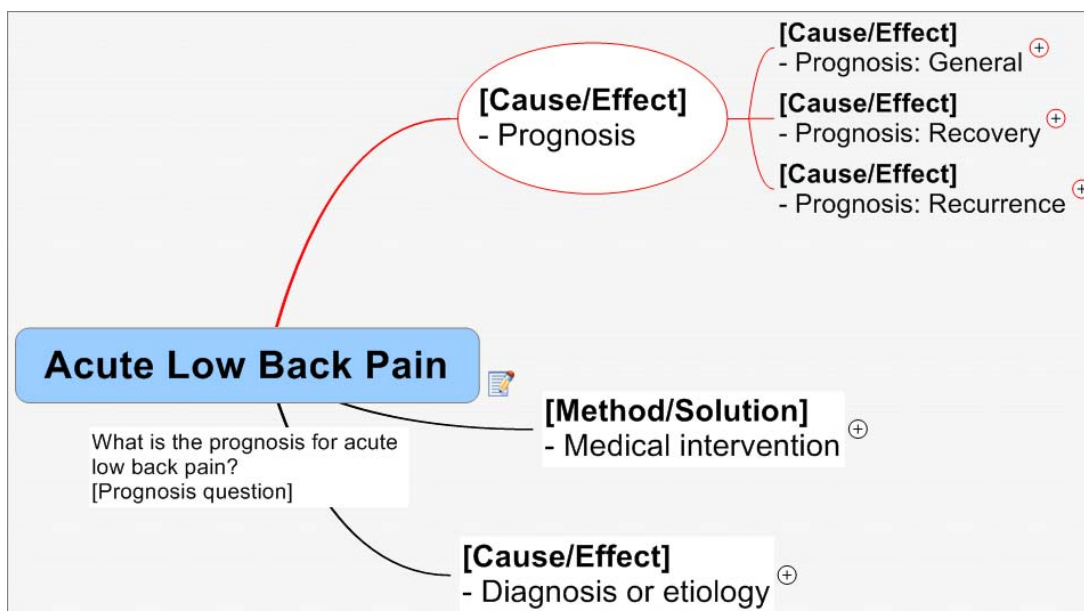 [Cause/Effect]
- Prognosis: General
[Cause/Effect]
- Prognosis
[Cause/Effect]
- Prognosis: Recovery
[Cause/Effect]
- Prognosis: Recurrence
Acute Low Back Pain
[Method/Solution]
- Medical intervention
What is the prognosis for acute
low back pain?
[Prognosis question]
[Cause/Effect]
- Diagnosis or etiology